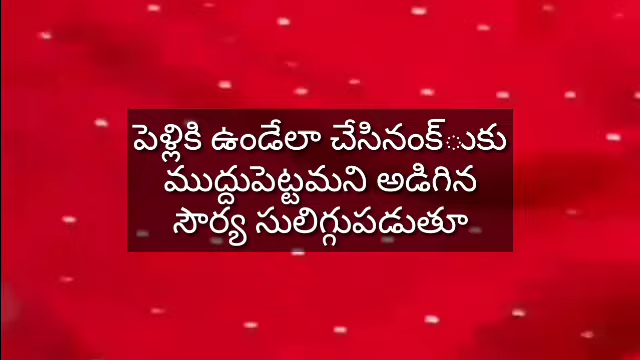 పెళ్లికి ఉండేలా చేసినంక్ుకు
ముద్దుపెట్టమని అడిగిన
సౌర్య సులిగ్గుపడుతూ